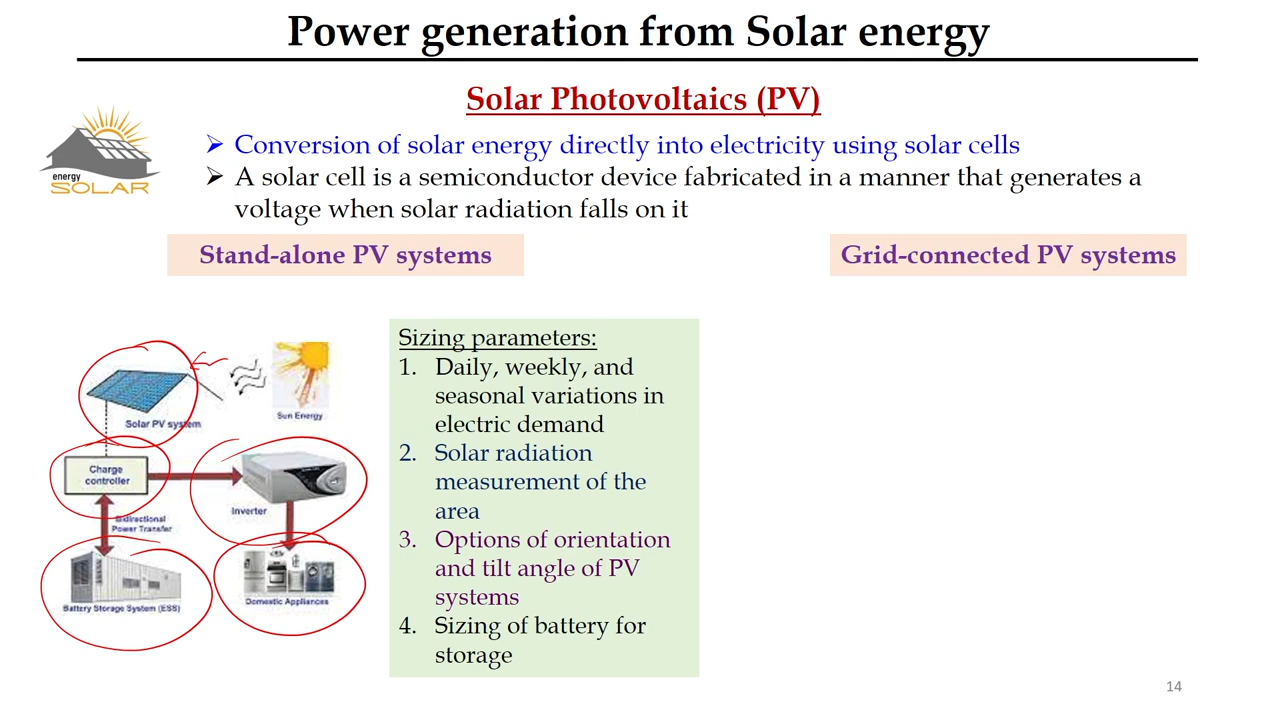 Power generation from Solar energy
Solar Photovoltaics (PV)
energy
SOLAR
Conversion of solar energy directly into electricity using solar cells
A solar cell is a semiconductor device fabricated in a manner that generates a
voltage when solar radiation falls on it
Stand-alone PV systems
Grid-connected PV systems
Solar PV system
Sun Energy
Charge
controller
Inverter
Bidirectional
Power Transfer
Battery Storage System (ESS)
Domestic Appliances
Sizing parameters:
1. Daily, weekly, and
seasonal variations in
electric demand
2. Solar radiation
measurement of the
area
3. Options of orientation
and tilt angle of PV
systems
4. Sizing of battery for
storage
14